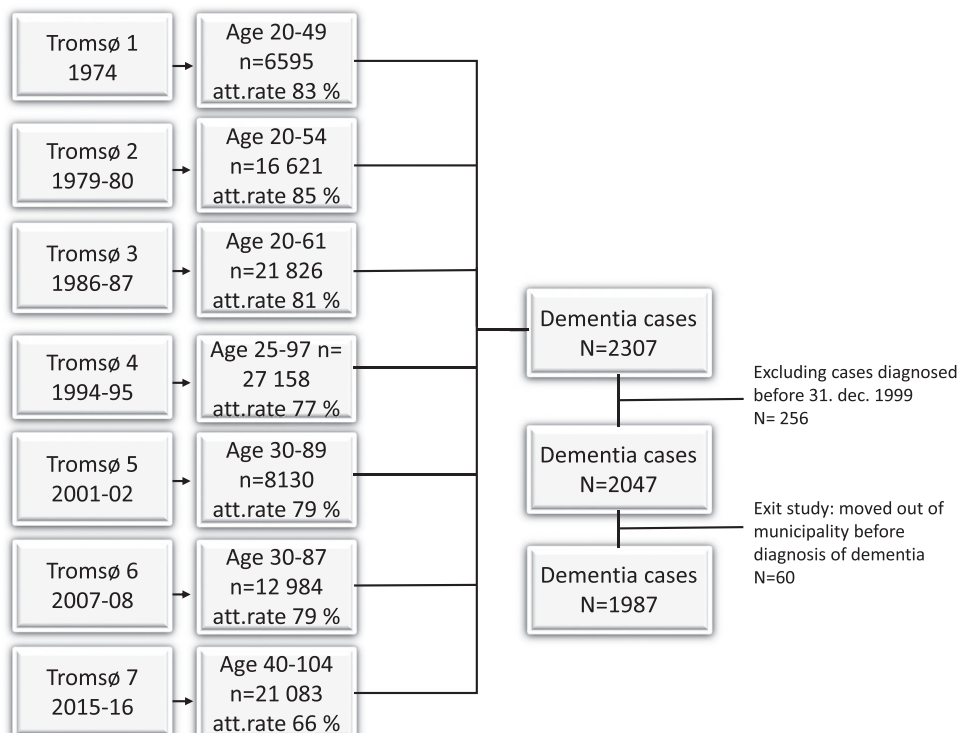 Tromsø 1
1974
Age 20-49
n=6595
att.rate 83 %
Tromsø 2
1979-80
Age 20-54
n=16 621
att.rate 85 %
Tromsø 3
1986-87
Age 20-61
n=21 826
att.rate 81 %
Tromsø 4
1994-95
Age 25-97 n=
27 158
att.rate 77 %
Tromsø 5
2001-02
Age 30-89
n=8130
att.rate 79 %
Tromsø 6
2007-08
Age 30-87
n=12 984
att.rate 79 %
Tromsø 7
2015-16
Age 40-104
n=21 083
att.rate 66 %
Dementia cases
N=2307
Excluding cases diagnosed
before 31. dec. 1999
N= 256
Dementia cases
N=2047
Exit study: moved out of
municipality before
diagnosis of dementia
N=60
Dementia cases
N=1987